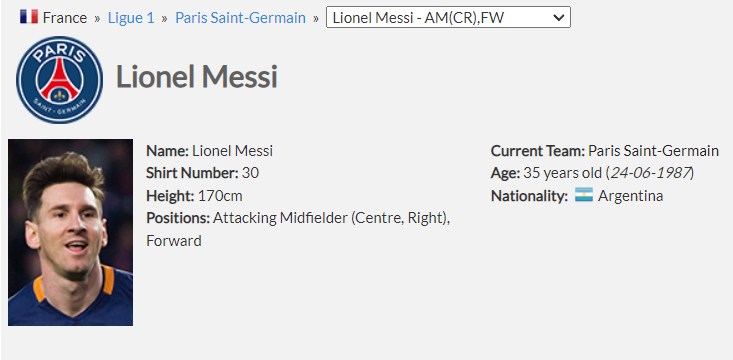 France » Ligue 1 » Paris Saint-Germain » Lionel Messi - AM(CR),FW
PARIS
SAINT-GERMAIN
Lionel Messi
Name: Lionel Messi
Shirt Number: 30
Height: 170cm
Positions: Attacking Midfielder (Centre, Right),
Forward
Current Team: Paris Saint-Germain
Age: 35 years old (24-06-1987)
Nationality: Argentina